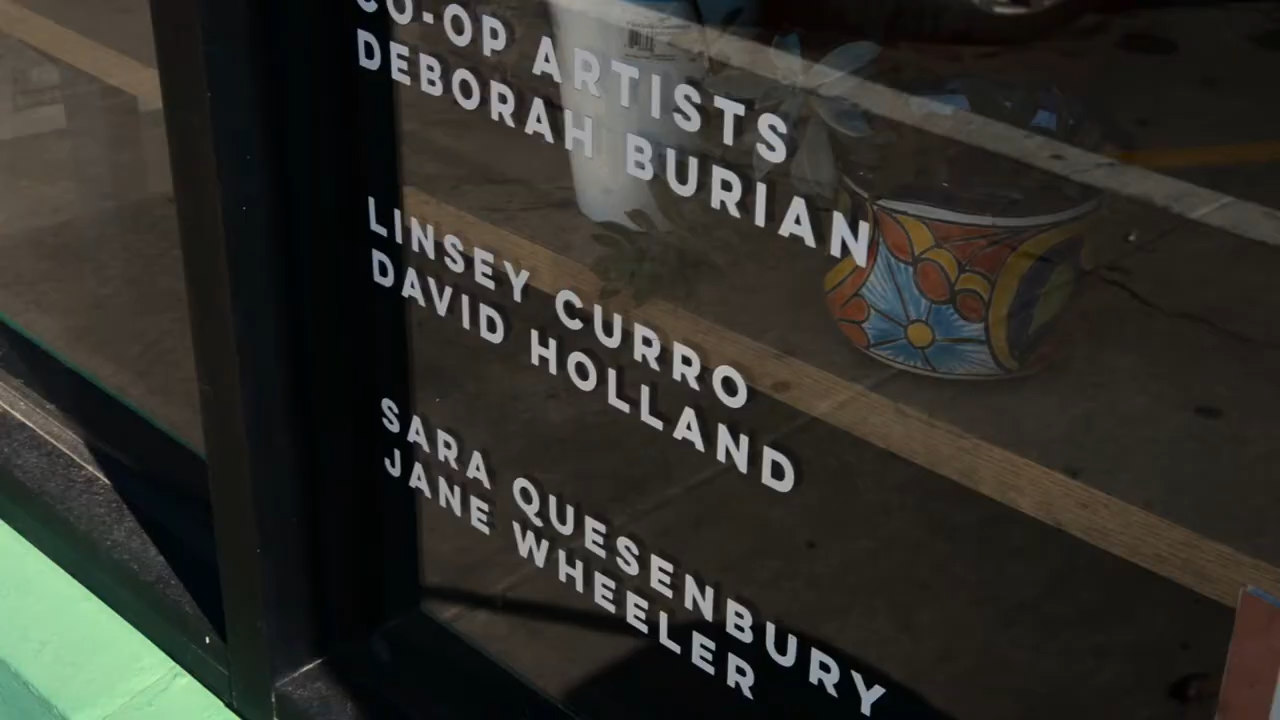 CO-OP ARTISTS
DEBORAH BURIAN
LINSEY CURRO
DAVID HOLLAND
SARA QUESENBURY
JANE WHEELER